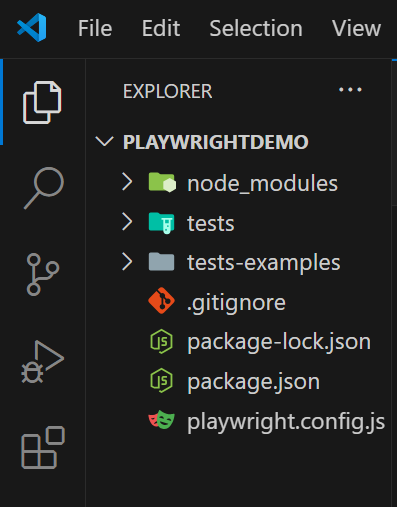 File Edit Selection View
EXPLORER
PLAYWRIGHTDEMO
node_modules
tests
tests-examples
.gitignore
package-lock.json
package.json
playwright.config.js